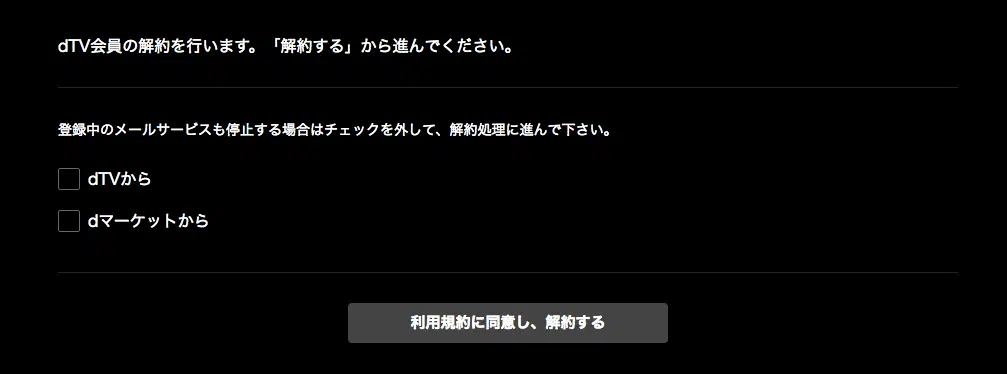 dTV会員の解約を行います。「解約する」から進んでください。
登録中のメールサービスも停止する場合はチェックを外して、解約処理に進んで下さい。
dTVから
dマーケットから
利用規約に同意し、解約する